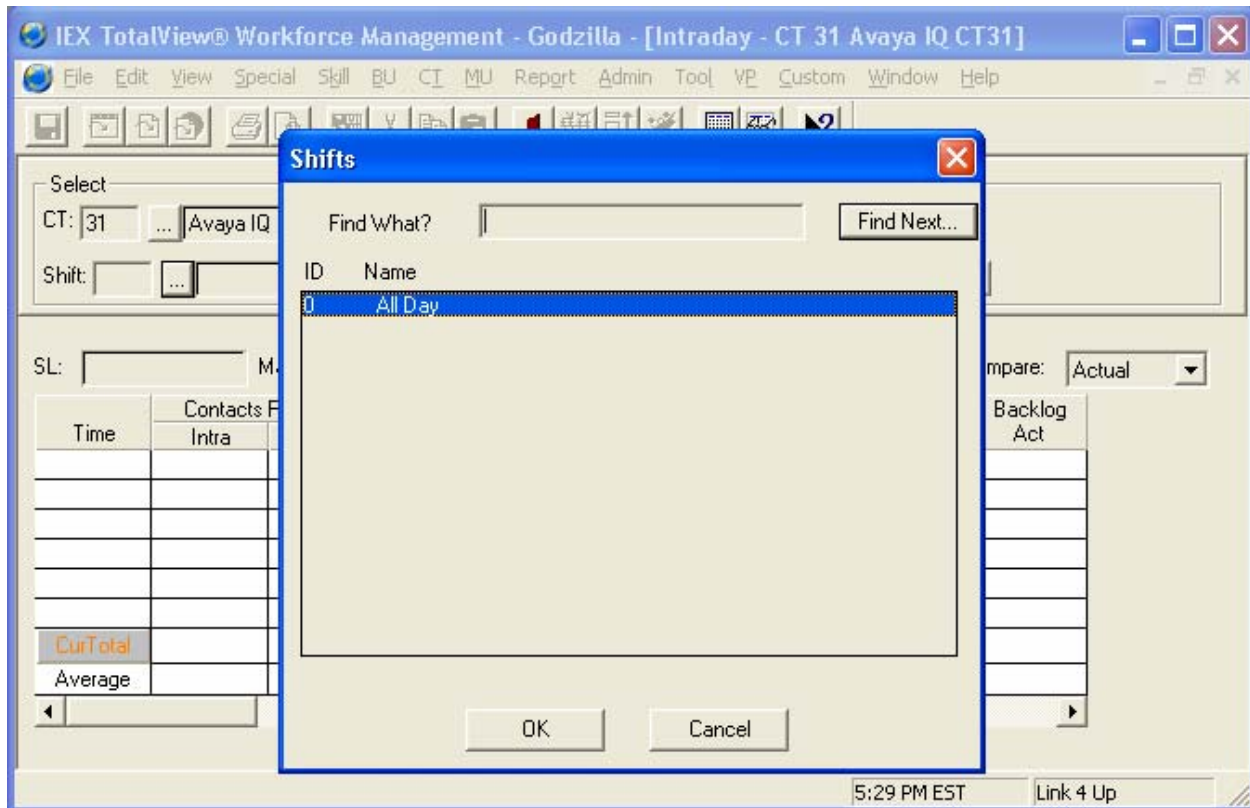 IEX TotalView® Workforce Management - Godzilla - [Intraday - CT 31 Avaya IQ CT31]
File Edit View Special Skill BU CT MU Report Admin Tool VP Custom Window Help
Shifts
Select
CT: 31 ... Avaya IQ
Find What? Find Next...
Shift: ...
ID Name
0 All Day
SL:
Actual
Contacts
Backlog
Time Intra Act
CurTotal
Average
OK Cancel
5:29 PM EST Link 4 Up